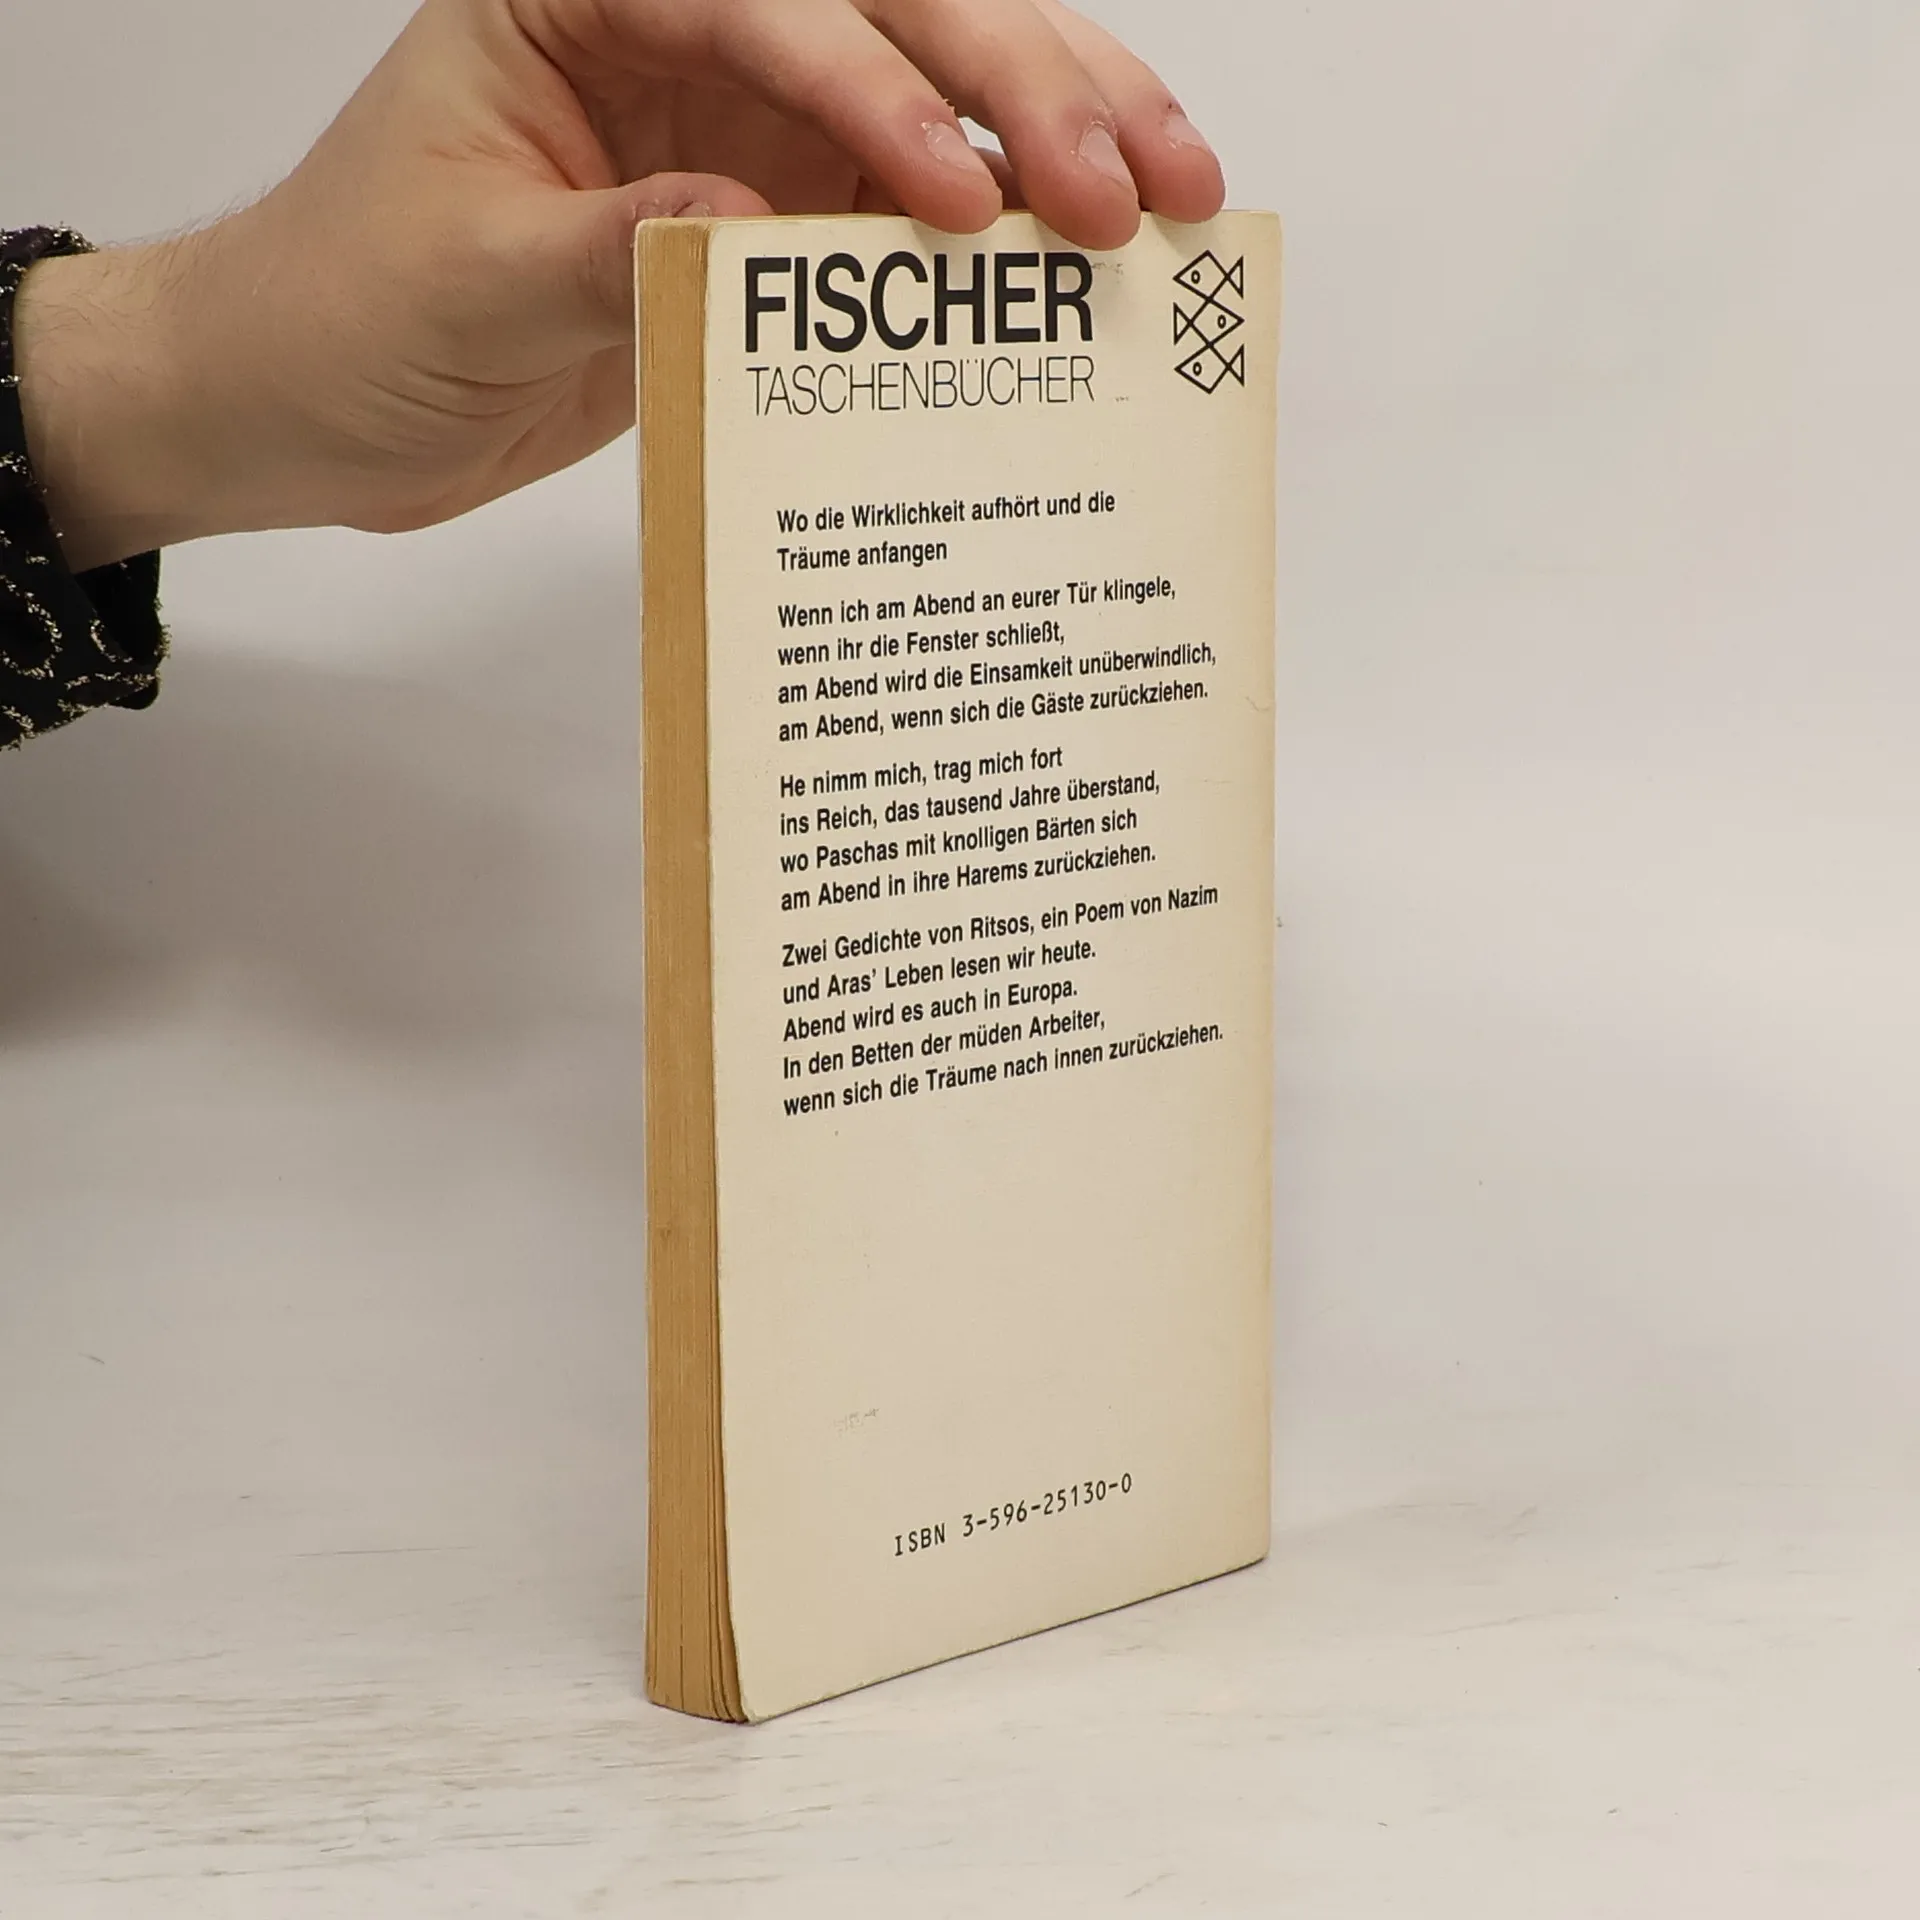 FISCHER
TASCHENBÜCHER
Wo die Wirklichkeit aufhört und die
Träume anfangen
Wenn ich am Abend an eurer Tür klingele,
wenn ihr die Fenster schließt,
am Abend wird die Einsamkeit unüberwindlich,
am Abend, wenn sich die Gäste zurückziehen.
He nimm mich, trag mich fort
ins Reich, das tausend Jahre überstand,
wo Paschas mit knolligen Bärten sich
am Abend in ihre Harems zurückziehen.
Zwei Gedichte von Ritsos, ein Poem von Nazim
und Aras’ Leben lesen wir heute.
Abend wird es auch in Europa.
In den Betten der müden Arbeiter,
wenn sich die Träume nach innen zurückziehen.
ISBN 3-596-25130-0